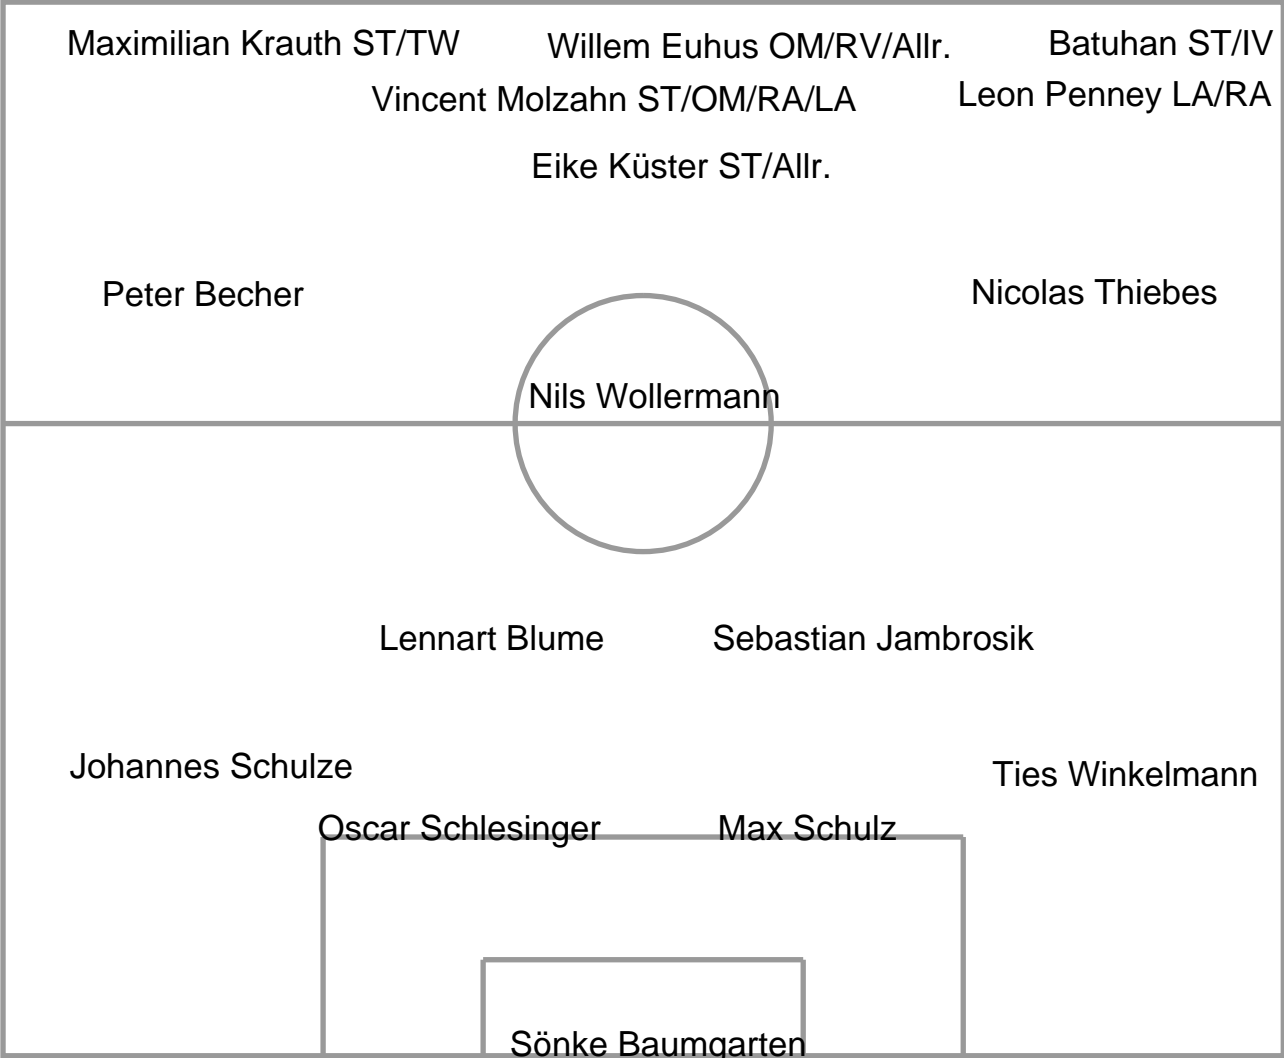 Maximilian Krauth ST/TW
Willem Euhus OM/RV/Allr.
Batuhan ST/IV
Vincent Molzahn ST/OM/RA/LA
Leon Penney LA/RA
Eike Küster ST/Allr.
Peter Becher
Nicolas Thiebes
Nils Wollermann
Lennart Blume
Sebastian Jambrosik
Johannes Schulze
Ties Winkelmann
Oscar Schlesinger
Max Schulz
Sönke Baumgarten